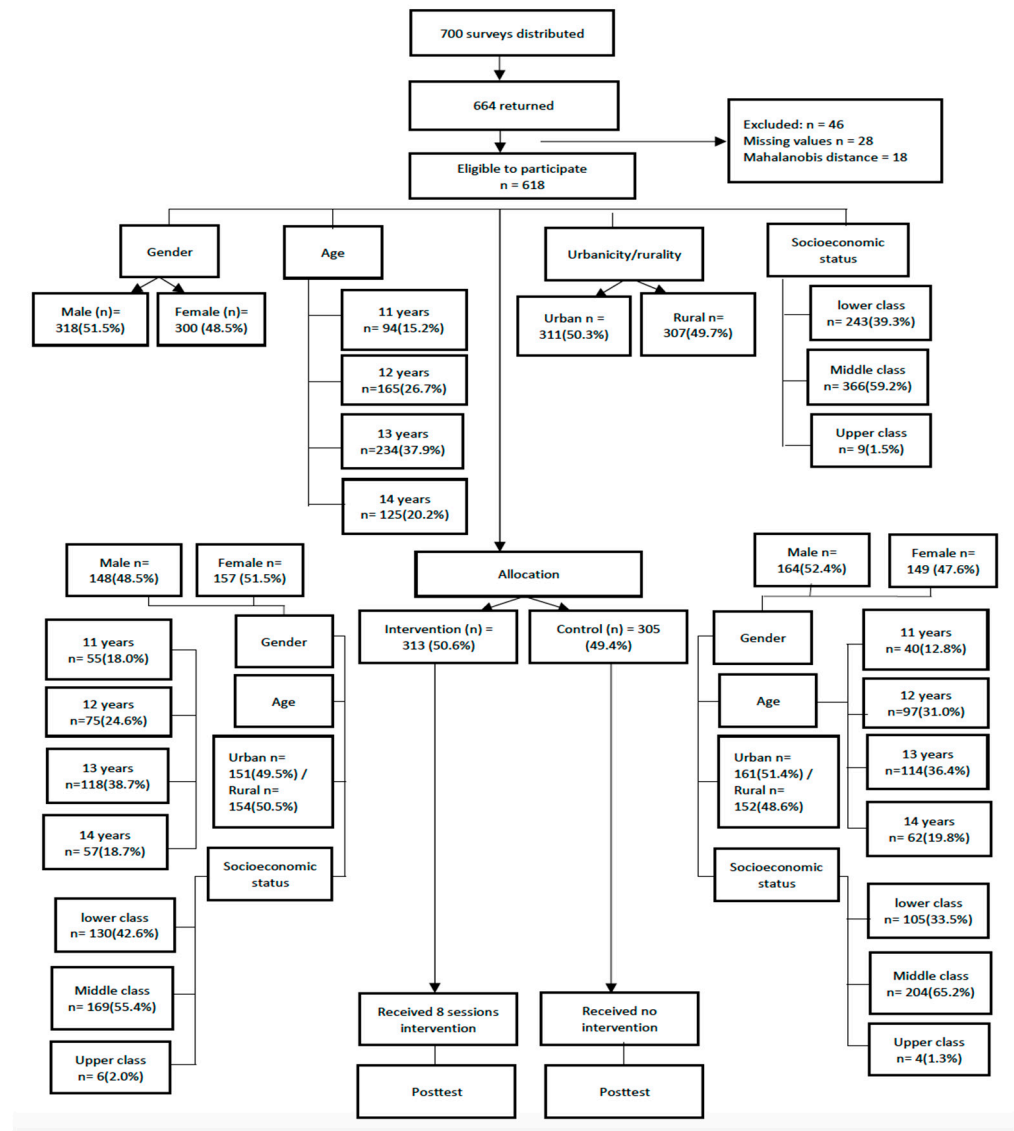 700 surveys distributed
664 returned
Excluded: n = 46
Missing values n = 28
Mahalanobis distance = 18
Eligible to participate
n = 618
Gender
Age
Urbanicity/rurality
Socioeconomic
status
Male (n)=
318(51.5%)
Female (n)=
300 (48.5%)
11 years
n= 94(15.2%)
12 years
n=165(26.7%)
13 years
n=234(37.9%)
14 years
n= 125(20.2%)
Urban n =
311(50.3%)
Rural n=
307(49.7%)
lower class
n= 243(39.3%)
Middle class
n= 366(59.2%)
Upper class
n= 9(1.5%)
Allocation
Intervention (n) =
313 (50.6%)
Control (n) = 305
(49.4%)
Male n=
148(48.5%)
Female n=
157 (51.5%)
Gender
Age
11 years
n= 55(18.0%)
12 years
n=75(24.6%)
13 years
n=118(38.7%)
14 years
n= 57(18.7%)
Urban n=
151(49.5%) /
Rural n=
154(50.5%)
Socioeconomic
status
lower class
n= 130(42.6%)
Middle class
n= 169(55.4%)
Upper class
n= 6(2.0%)
Male n=
164(52.4%)
Female n=
149 (47.6%)
Gender
Age
11 years
n= 40(12.8%)
12 years
n=97(31.0%)
13 years
n=114(36.4%)
14 years
n= 62(19.8%)
Urban n=
161(51.4%) /
Rural n=
152(48.6%)
Socioeconomic
status
lower class
n= 105(33.5%)
Middle class
n= 204(65.2%)
Upper class
n= 4(1.3%)
Received 8 sessions
intervention
Received no
intervention
Posttest
Posttest